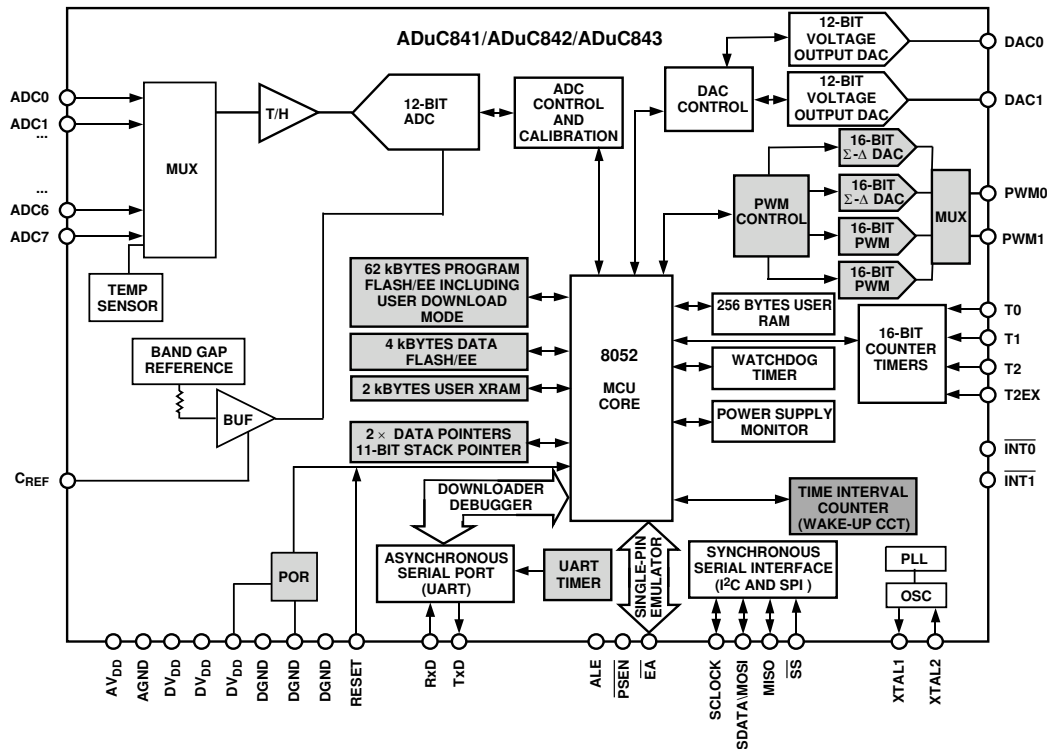 ADuC841/ADuC842/ADuC843
ADC0
ADC1
...
...
ADC6
ADC7
MUX
TEMP
SENSOR
T/H
12-BIT
ADC
ADC
CONTROL
AND
CALIBRATION
DAC
CONTROL
12-BIT
VOLTAGE
OUTPUT DAC
DAC0
12-BIT
VOLTAGE
OUTPUT DAC
DAC1
PWM
CONTROL
16-BIT
Σ-Δ DAC
16-BIT
Σ-Δ DAC
16-BIT
PWM
16-BIT
PWM
MUX
PWM0
PWM1
BAND GAP
REFERENCE
BUF
CREF
62 kBYTES PROGRAM
FLASH/EE INCLUDING
USER DOWNLOAD
MODE
4 kBYTES DATA
FLASH/EE
2 kBYTES USER XRAM
2 × DATA POINTERS
11-BIT STACK POINTER
8052
MCU
CORE
256 BYTES USER
RAM
WATCHDOG
TIMER
POWER SUPPLY
MONITOR
16-BIT
COUNTER
TIMERS
T0
T1
T2
T2EX
INT0
INT1
TIME INTERVAL
COUNTER
(WAKE-UP CCT)
DOWNLOADER
DEBUGGER
POR
ASYNCHRONOUS
SERIAL PORT
(UART)
UART
TIMER
SINGLE-PIN
EMULATOR
SYNCHRONOUS
SERIAL INTERFACE
(I2C AND SPI )
PLL
OSC
AVDD
AGND
DVDD
DVDD
DVDD
DGND
DGND
DGND
RESET
RxD
TxD
ALE
PSEN
EA
SCLOCK
SDATA\MOSI
MISO
SS
XTAL1
XTAL2